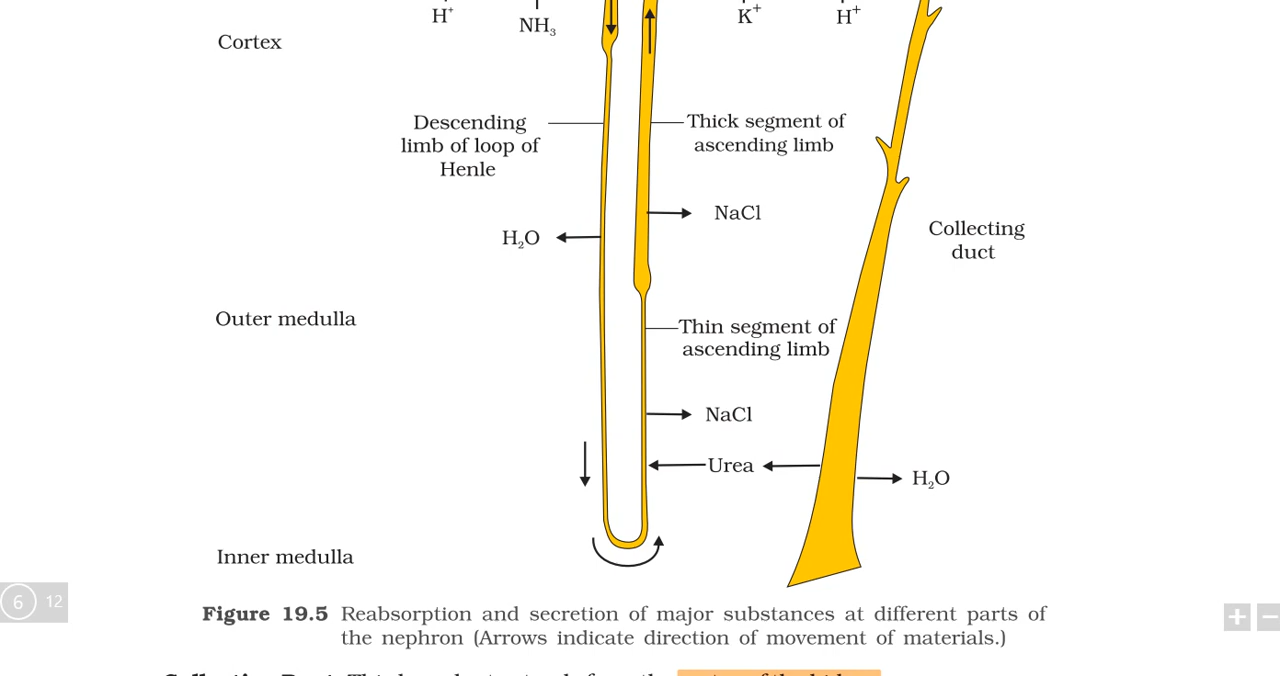 H⁺
NH₃
K⁺
H⁺
Cortex
Descending
limb of loop of
Henle
Thick segment of
ascending limb
NaCl
H₂O
Collecting
duct
Outer medulla
Thin segment of
ascending limb
NaCl
Urea
H₂O
Inner medulla
6
12
Figure 19.5 Reabsorption and secretion of major substances at different parts of
the nephron (Arrows indicate direction of movement of materials.)